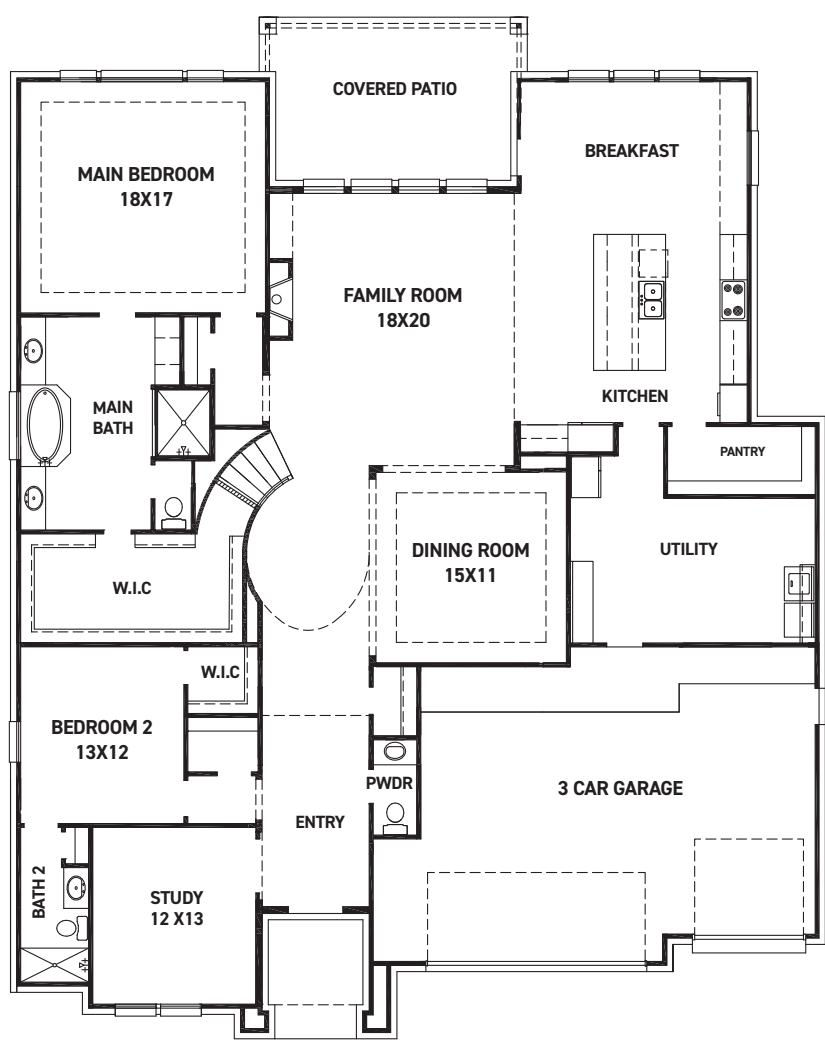 COVERED PATIO
BREAKFAST
MAIN BEDROOM
18X17
FAMILY ROOM
18X20
KITCHEN
MAIN
BATH
PANTRY
DINING ROOM
15X11
UTILITY
W.I.C
W.I.C
BEDROOM 2
13X12
PWDR
3 CAR GARAGE
ENTRY
BATH 2
STUDY
12 X13